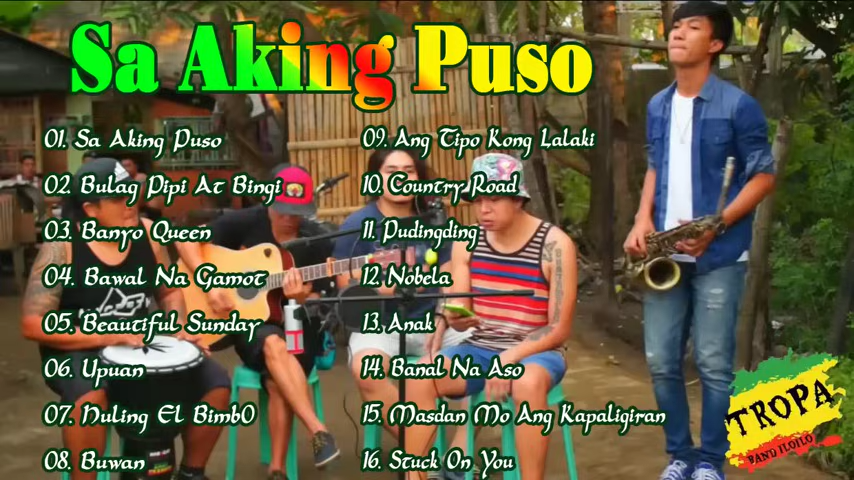 Sa Aking Puso
01. Sa Aking Puso
02. Bulag Pipi At Bingi
03. Banyo Queen
04. Bawal Na Gamot
05. Beautiful Sunday
06. Upuan
07. Huling El Bimb0
08. Buwan
09. Ang Tipo Kong Lalaki
10. Country Road
11. Pudingding
12. Nobela
13. Anak
14. Banal Na Aso
15. Masdan Mo Ang Kapaligiran
16. Stuck On You
TROPA
BAND ILOILO